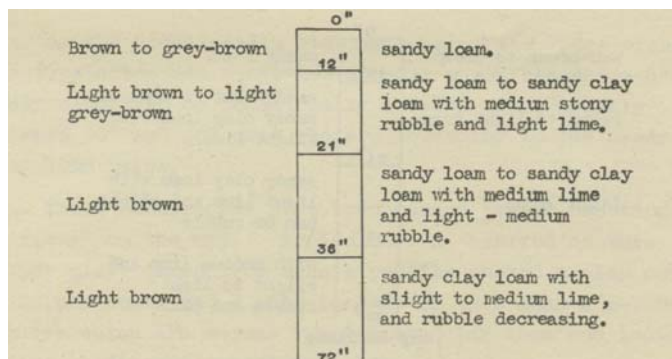 0"
Brown to grey-brown
sandy loam.
12"
Light brown to light
grey-brown
sandy loam to sandy clay
loam with medium stony
rubble and light lime.
21"
Light brown
sandy loam to sandy clay
loam with medium lime
and light - medium
rubble.
36"
Light brown
sandy clay loam with
slight to medium lime,
and rubble decreasing.
72"